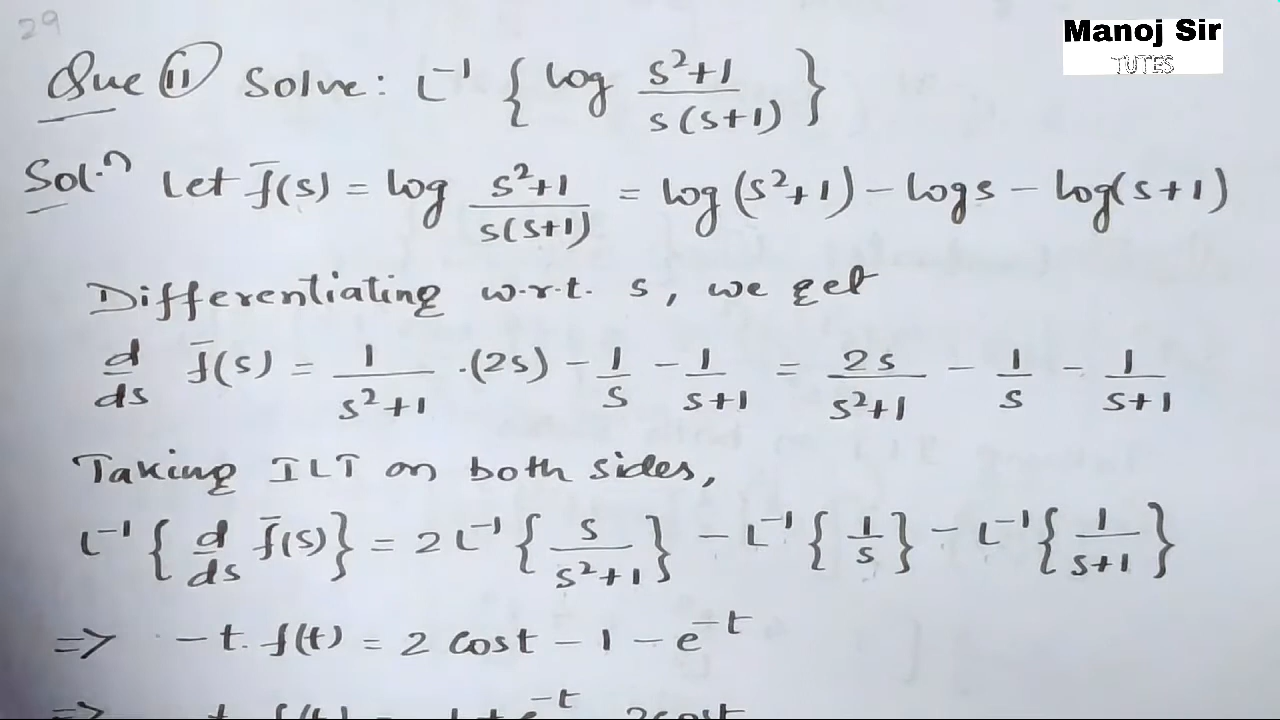 29
Manoj Sir
TUTES
Que (11) Solve: L⁻¹ { log (s²+1)/(s(s+1)) }
Sol.ⁿ Let f̄(s) = log (s²+1)/(s(s+1)) = log(s²+1) – logs – log(s+1)
Differentiating w.r.t. s, we get
d/ds f̄(s) = 1/(s²+1) ·(2s) – 1/s – 1/(s+1) = 2s/(s²+1) – 1/s – 1/(s+1)
Taking ILT on both sides,
L⁻¹ { d/ds f̄(s) } = 2 L⁻¹ { s/(s²+1) } – L⁻¹ { 1/s } – L⁻¹ { 1/(s+1) }
=> –t. f(t) = 2 cost – 1 – e⁻ᵗ